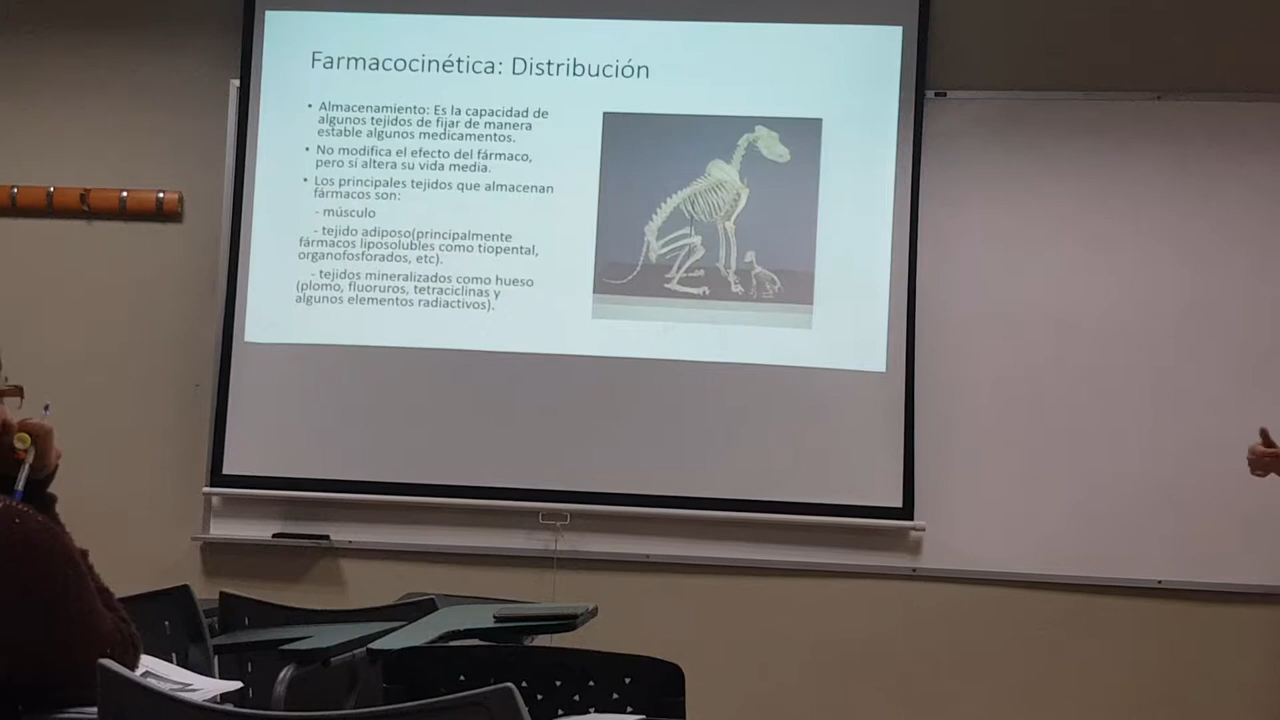 Farmacocinética: Distribución
• Almacenamiento: Es la capacidad de
algunos tejidos de fijar de manera
estable algunos medicamentos.
• No modifica el efecto del fármaco,
pero sí altera su vida media.
• Los principales tejidos que almacenan
fármacos son:
- músculo
- tejido adiposo(principalmente
fármacos liposolubles como tiopental,
organofosforados, etc).
- tejidos mineralizados como hueso
(plomo, fluoruros, tetraciclinas y
algunos elementos radiactivos).